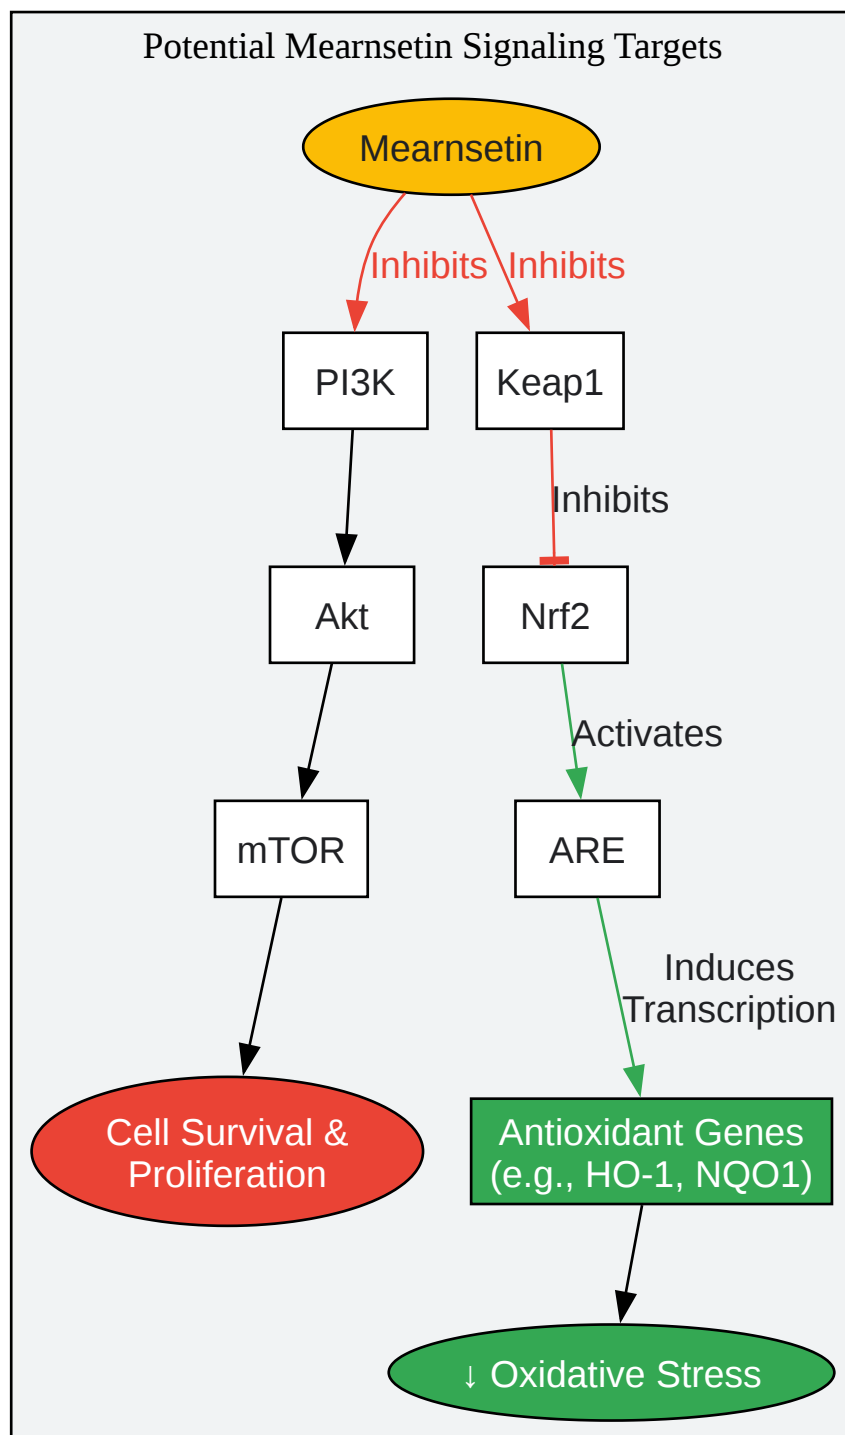 Potential Mearnsetin Signaling Targets
Mearnsetin
Inhibits
Inhibits
PI3K
Keap1
Inhibits
Akt
Nrf2
Activates
mTOR
ARE
Induces
Transcription
Cell Survival &
Proliferation
Antioxidant Genes
(e.g., HO-1, NQO1)
↓ Oxidative Stress